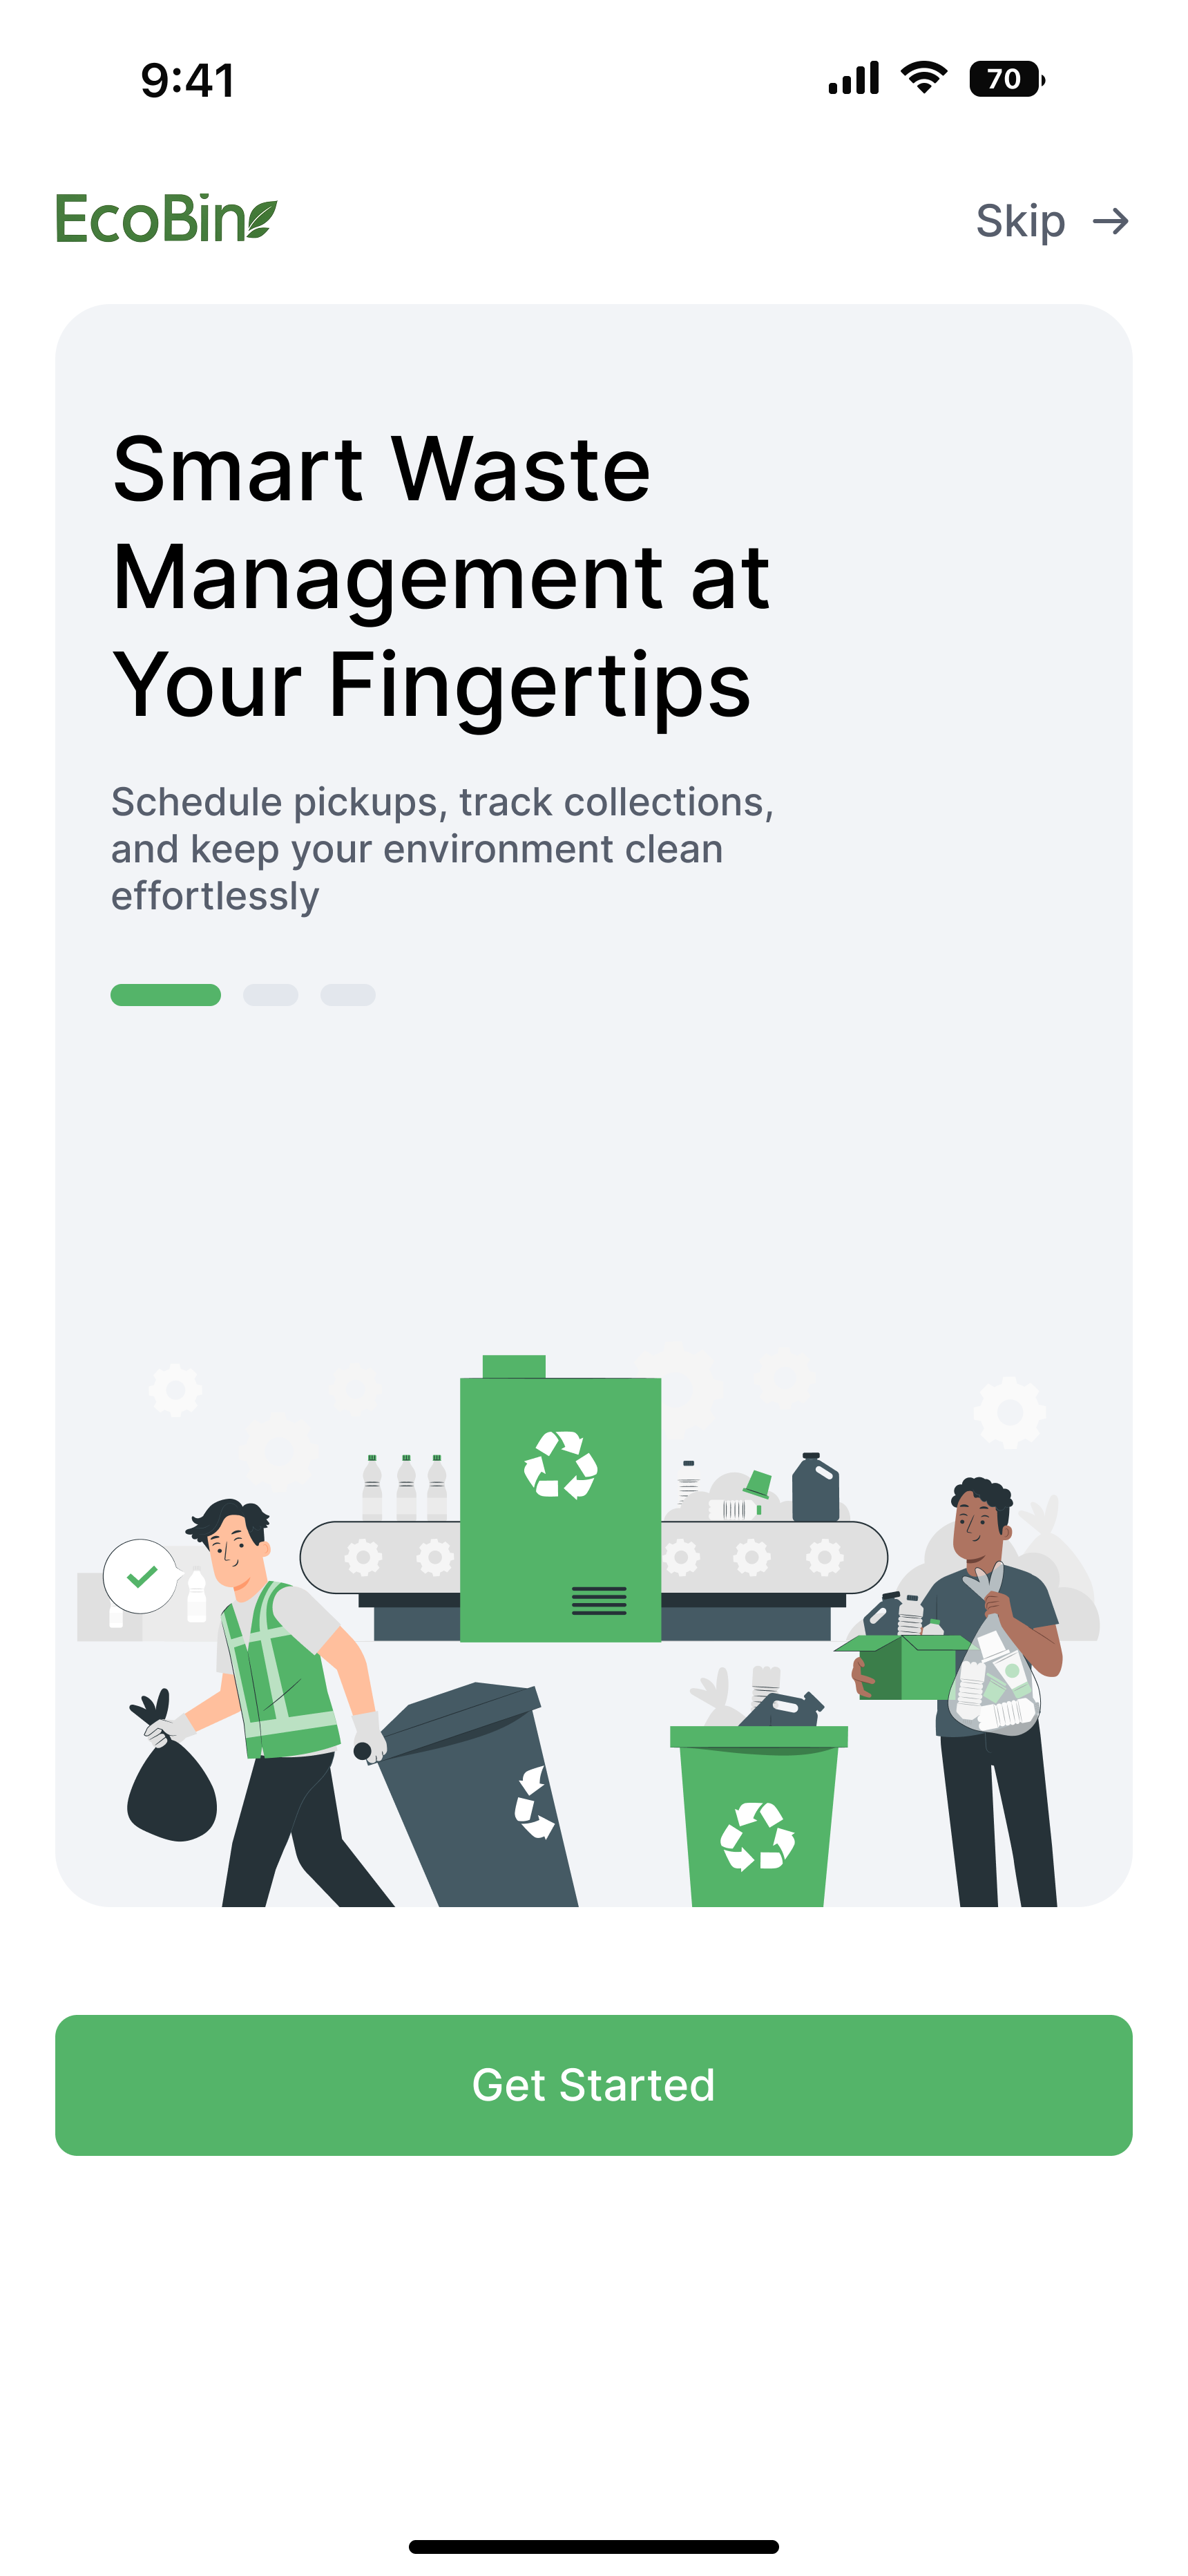 9:41
70
EcoBin
Skip
Smart Waste
Management at
Your Fingertips
Schedule pickups, track collections,
and keep your environment clean
effortlessly
Get Started